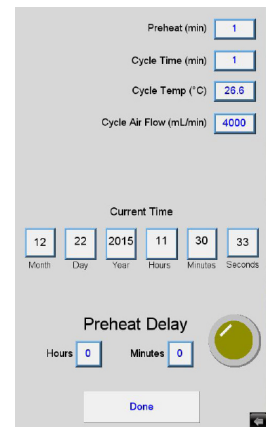 Preheat (min) 1
Cycle Time (min) 1
Cycle Temp (°C) 26.6
Cycle Air Flow (mL/min) 4000
Current Time
12 22 2015 11 30 33
Month Day Year Hours Minutes Seconds
Preheat Delay
Hours 0 Minutes 0
Done